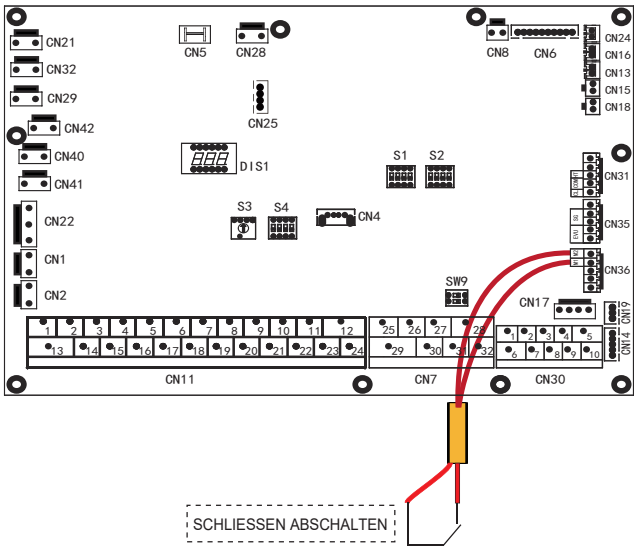 CN21
CN5
CN28
CN8
CN6
CN24
CN16
CN32
CN13
CN15
CN29
CN18
CN25
CN42
CN40
DIS1
S1 S2
CN31
CN41
S3 S4
CN4
CN22
SG
EVU
CN35
CN1
M1 M2
CN36
CN2
SW9
CN17
CN19
CN14
1 2 3 4 5 6 7 8 9 10 11 12
13 14 15 16 17 18 19 20 21 22 23 24
CN11
25 26 27 28
29 30 31 32
CN7
1 2 3 4 5
6 7 8 9 10
CN30
SCHLIESSEN ABSCHALTEN